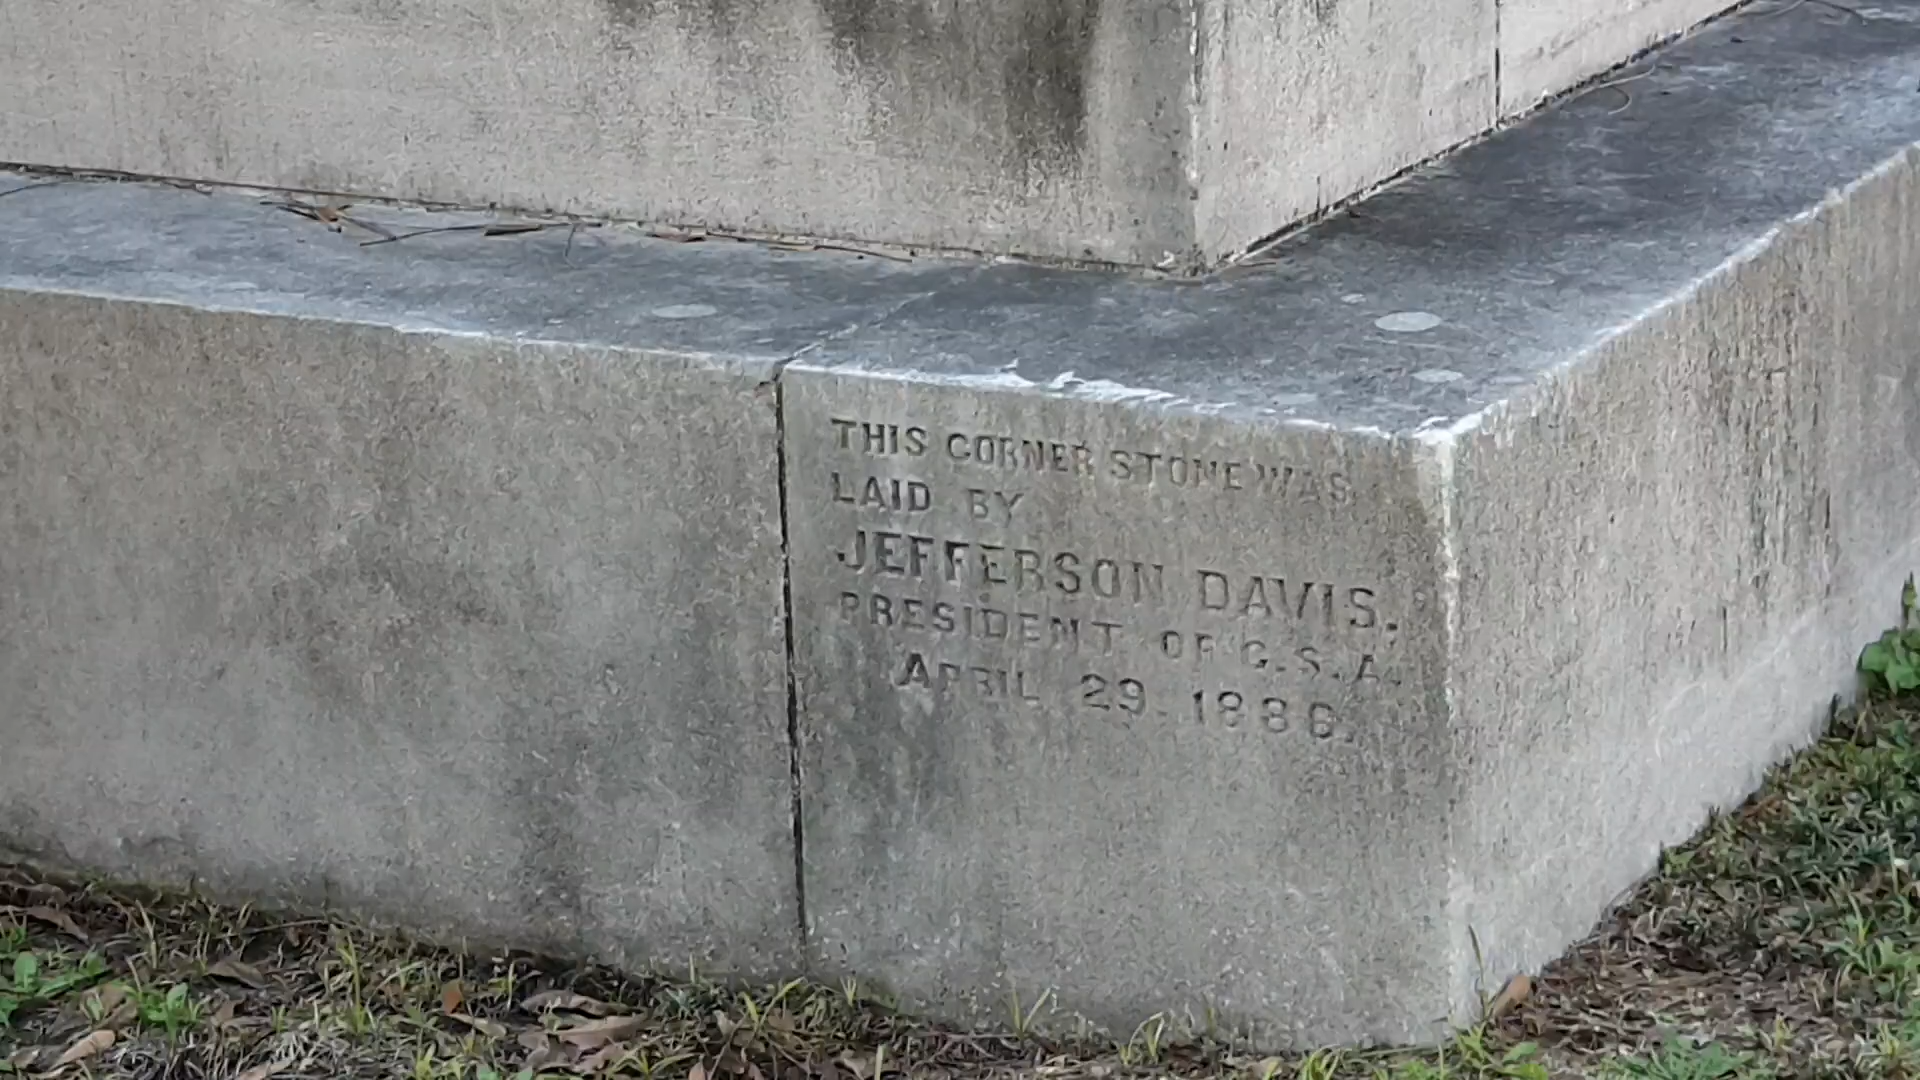 THIS CORNER STONE WAS
LAID BY
JEFFERSON DAVIS.
PRESIDENT OF C.S.A.
APRIL 29. 1886.